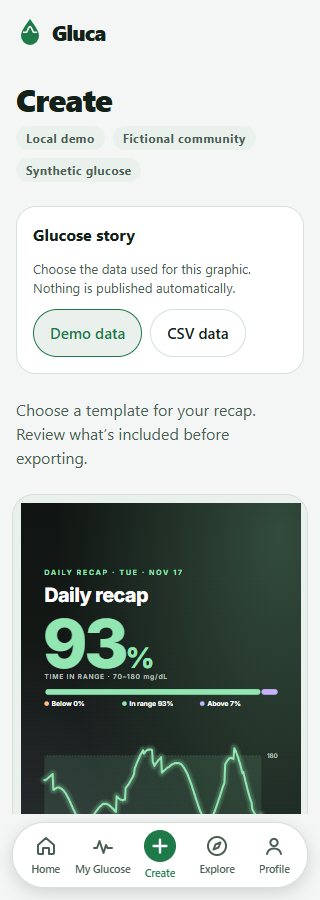 Gluca
Create
Local demo
Fictional community
Synthetic glucose
Glucose story
Choose the data used for this graphic.
Nothing is published automatically.
Demo data
CSV data
Choose a template for your recap.
Review what's included before
exporting.
DAILY RECAP · TUE · NOV 17
Daily recap
93%
TIME IN RANGE · 70–180 mg/dL
Below 0%
In range 93%
Above 7%
180
Home
My Glucose
Create
Explore
Profile